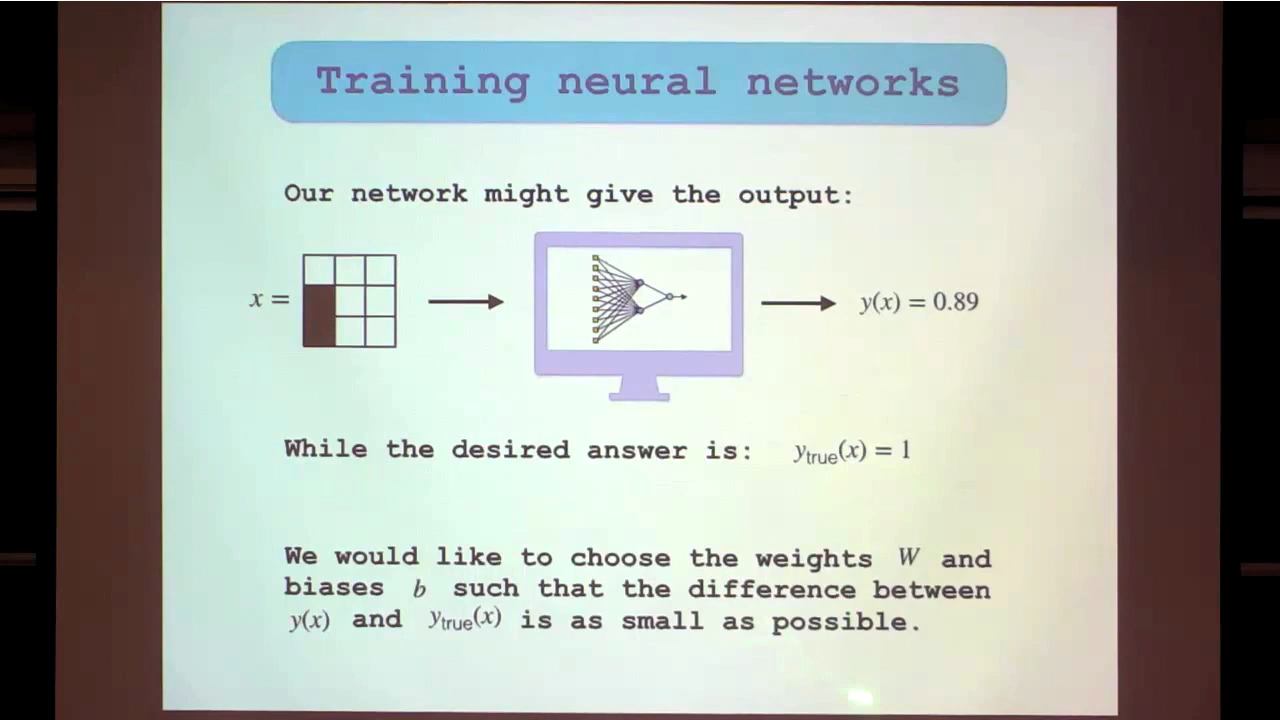 Training neural networks
Our network might give the output:
x =
y(x) = 0.89
While the desired answer is: y_true(x) = 1
We would like to choose the weights W and
biases b such that the difference between
y(x) and y_true(x) is as small as possible.